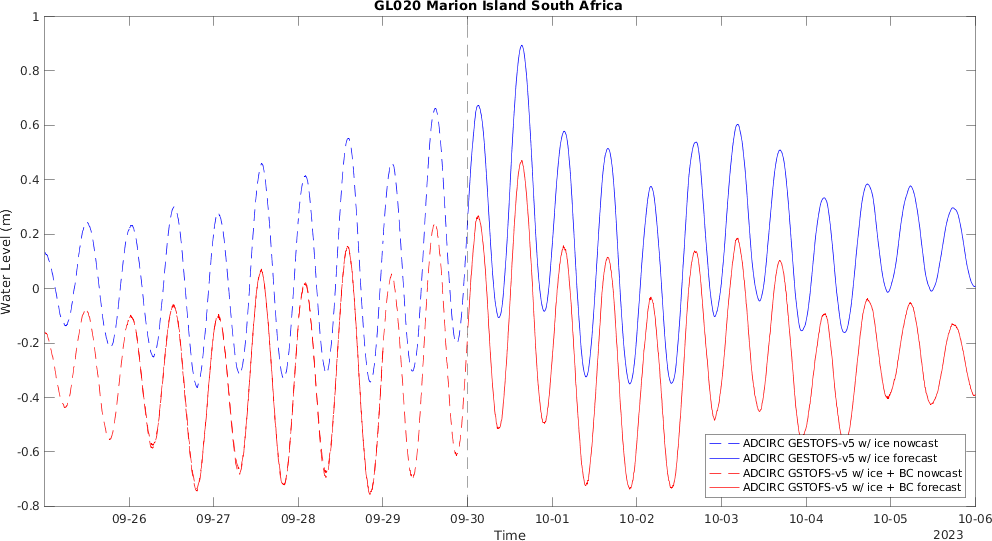 GL020 Marion Island South Africa
1
0.8
0.6
0.4
0.2
0
-0.2
-0.4
-0.6
-0.8
Water Level (m)
ADCIRC GESTOFS-v5 w/ ice nowcast
ADCIRC GESTOFS-v5 w/ ice forecast
ADCIRC GSTOFS-v5 w/ ice + BC nowcast
ADCIRC GSTOFS-v5 w/ ice + BC forecast
09-26 09-27 09-28 09-29 09-30 10-01 10-02 10-03 10-04 10-05 10-06
Time
2023